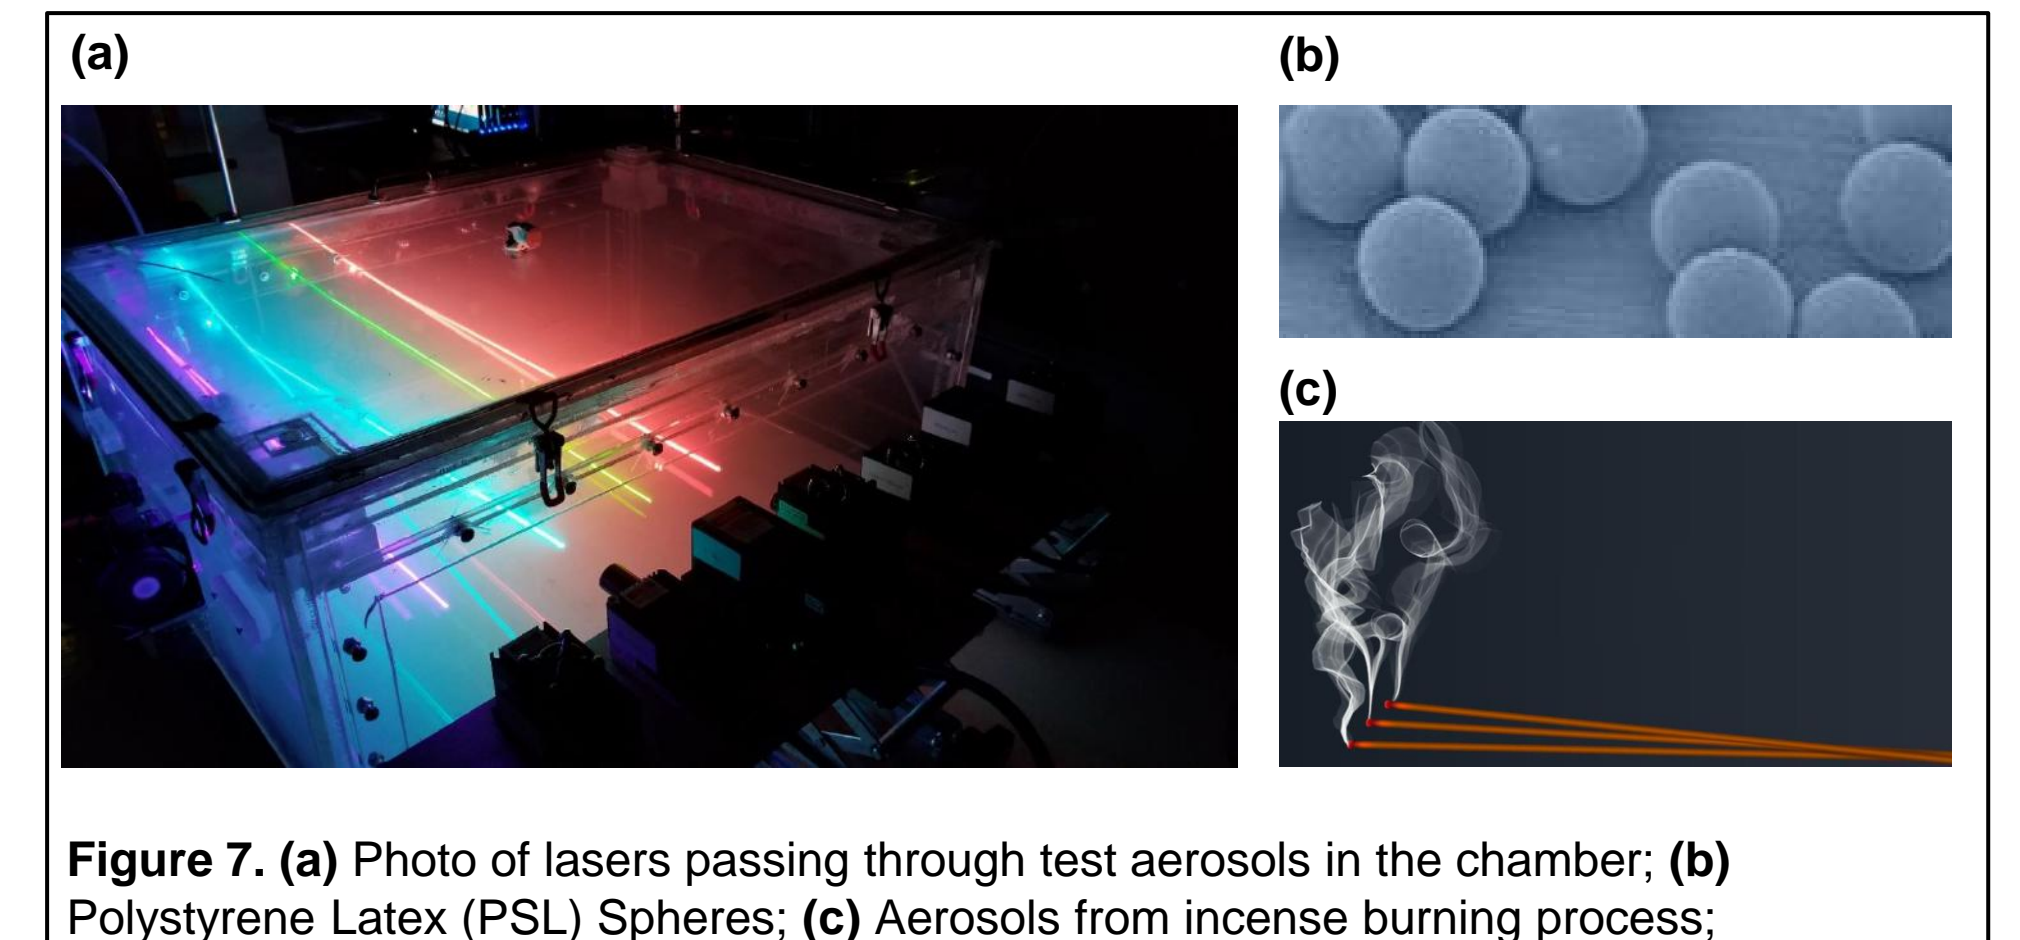 (a)
(b)
(c)
Figure 7. (a) Photo of lasers passing through test aerosols in the chamber; (b)
Polystyrene Latex (PSL) Spheres; (c) Aerosols from incense burning process;